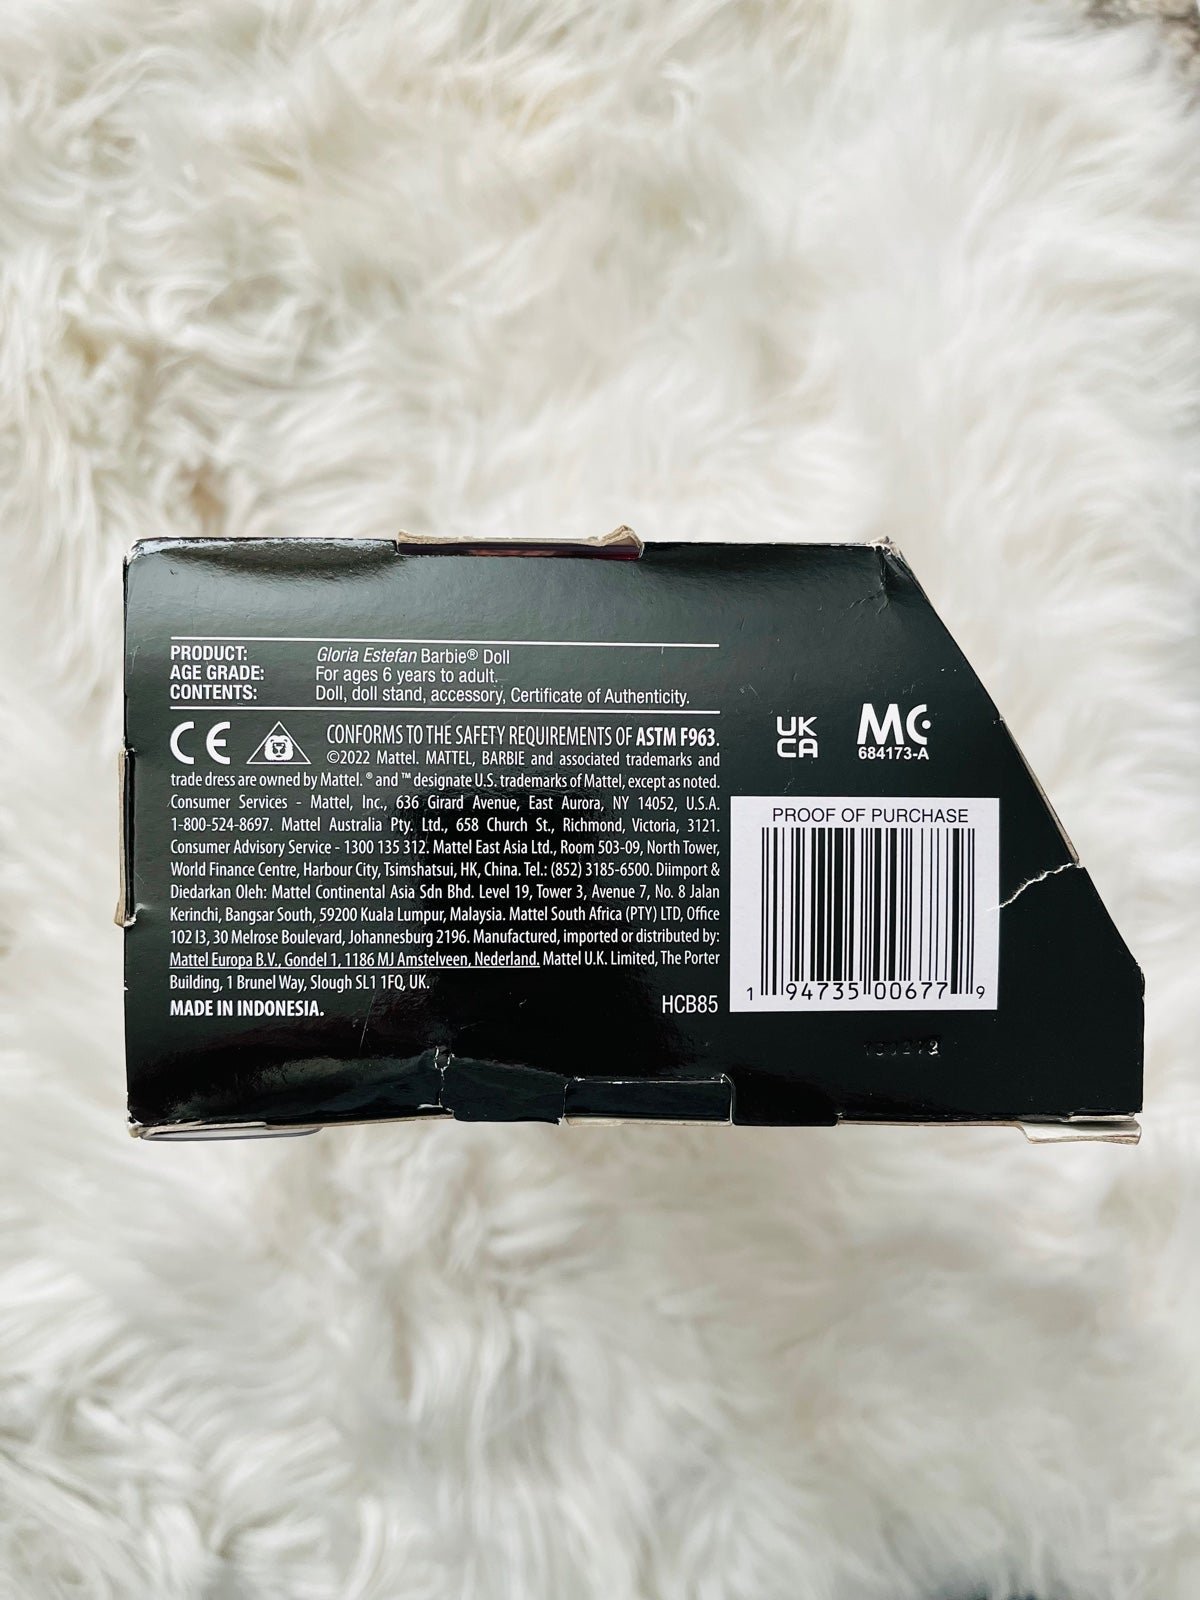 PRODUCT: Gloria Estefan Barbie® Doll
AGE GRADE: For ages 6 years to adult.
CONTENTS: Doll, doll stand, accessory, Certificate of Authenticity.
CE CONFORMS TO THE SAFETY REQUIREMENTS OF ASTM F963.
©2022 Mattel. MATTEL, BARBIE and associated trademarks and
trade dress are owned by Mattel. ® and ™ designate U.S. trademarks of Mattel, except as noted.
Consumer Services - Mattel, Inc., 636 Girard Avenue, East Aurora, NY 14052, U.S.A.
1-800-524-8697. Mattel Australia Pty. Ltd., 658 Church St., Richmond, Victoria, 3121.
Consumer Advisory Service - 1300 135 312. Mattel East Asia Ltd., Room 503-09, North Tower,
World Finance Centre, Harbour City, Tsimshatsui, HK, China. Tel.: (852) 3185-6500. Diimport &
Diedarkan Oleh: Mattel Continental Asia Sdn Bhd. Level 19, Tower 3, Avenue 7, No. 8 Jalan
Kerinchi, Bangsar South, 59200 Kuala Lumpur, Malaysia. Mattel South Africa (PTY) LTD, Office
102 I3, 30 Melrose Boulevard, Johannesburg 2196. Manufactured, imported or distributed by:
Mattel Europa B.V., Gondel 1, 1186 MJ Amstelveen, Nederland. Mattel U.K. Limited, The Porter
Building, 1 Brunel Way, Slough SL1 1FQ, UK.
MADE IN INDONESIA.
HCB85
UK
CA
MC
684173-A
PROOF OF PURCHASE
1 94735 00677 9